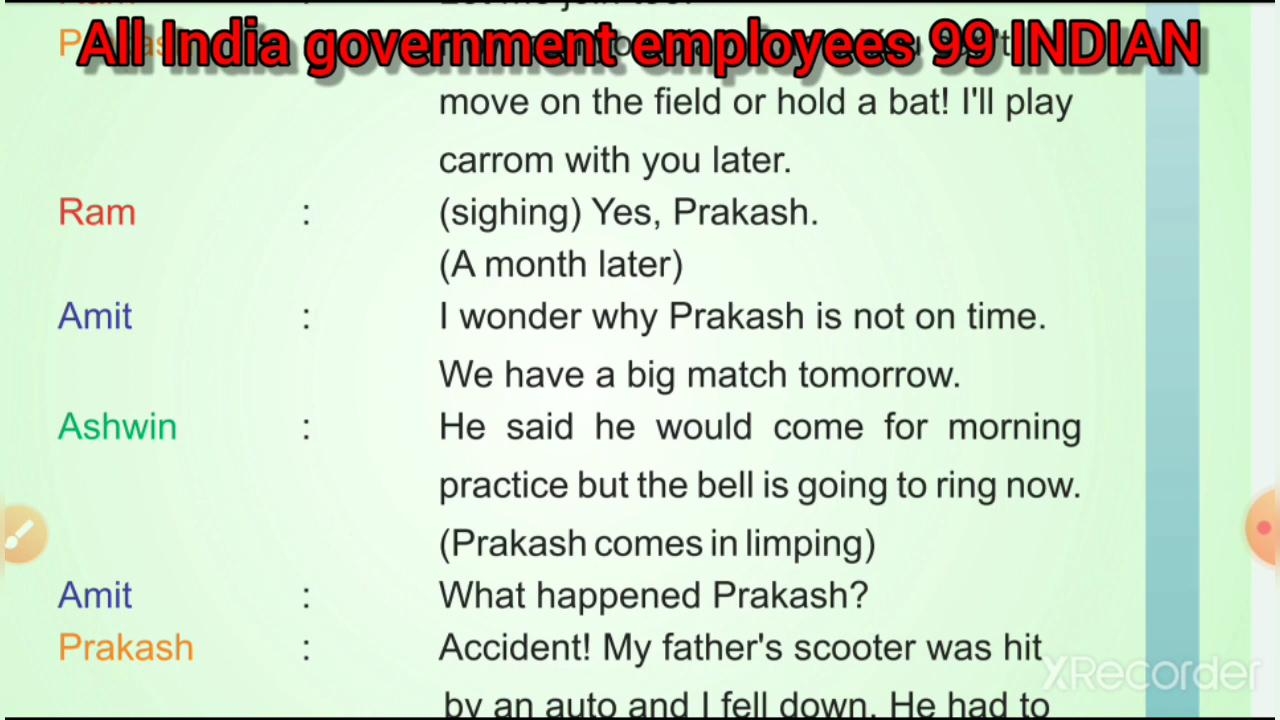 All India government employees 99 INDIAN
move on the field or hold a bat! I'll play
carrom with you later.
Ram : (sighing) Yes, Prakash.
(A month later)
Amit : I wonder why Prakash is not on time.
We have a big match tomorrow.
Ashwin : He said he would come for morning
practice but the bell is going to ring now.
(Prakash comes in limping)
Amit : What happened Prakash?
Prakash : Accident! My father's scooter was hit
by an auto and I fell down. He had to
XRecorder